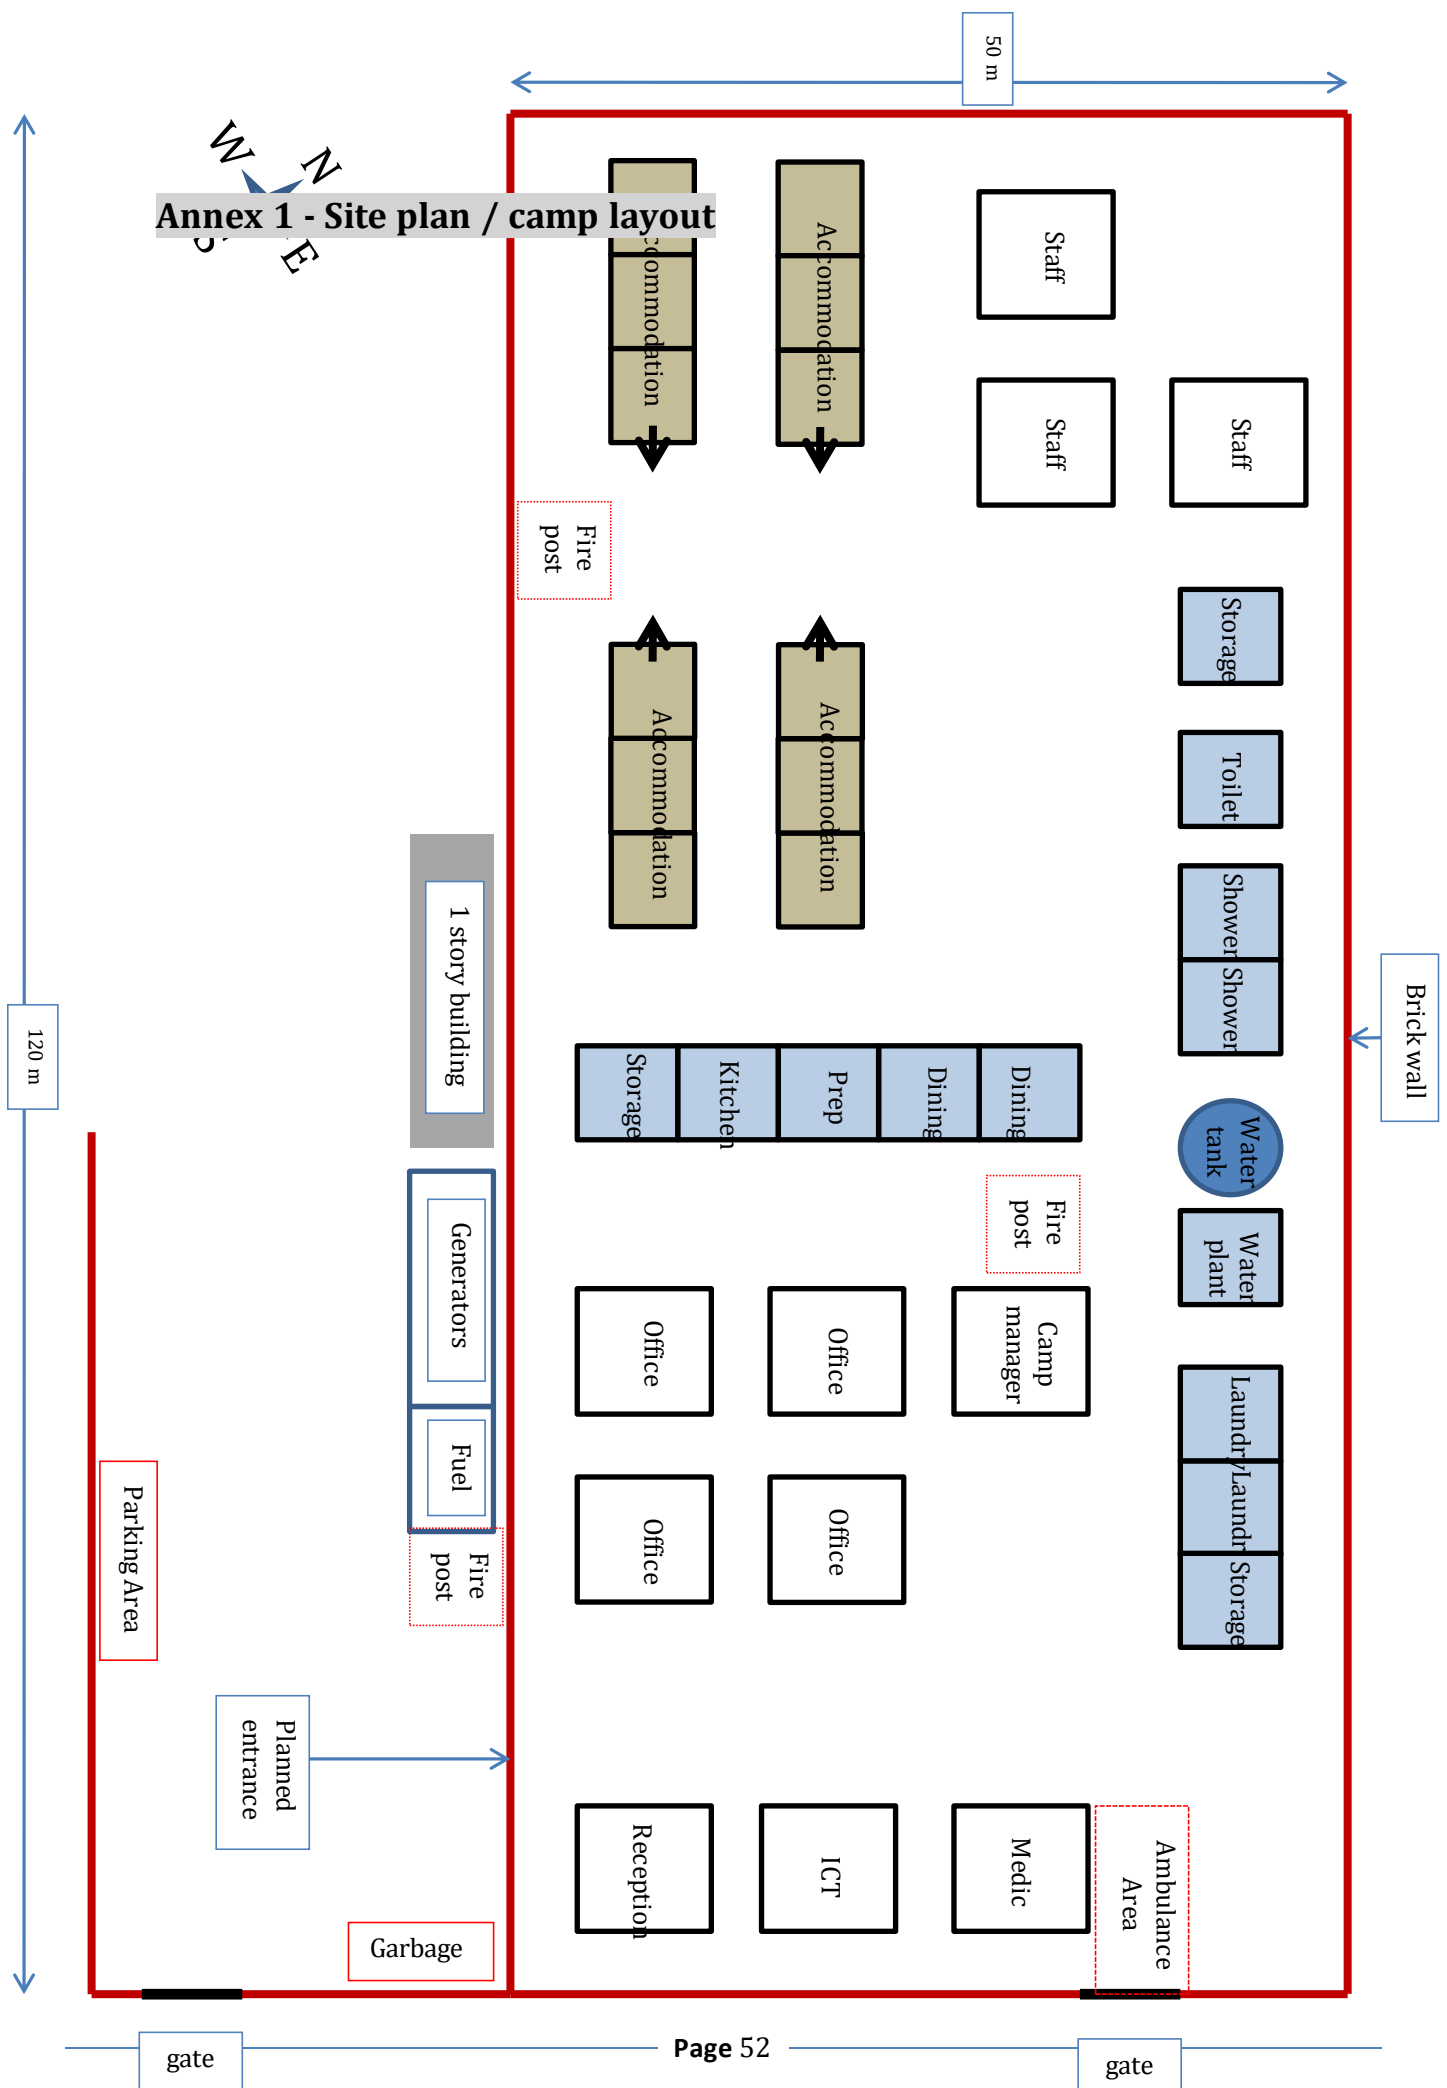 50 m
W
N
Annex 1 - Site plan / camp layout
E
Accommodation
Accommodation
Staff
Staff
Staff
Fire
post
Storage
Accommodation
Accommodation
Toilet
1 story building
Shower
Shower
Brick wall
120 m
Storage
Kitchen
Prep
Dining
Dining
Water
tank
Fire
post
Water
plant
Generators
Office
Office
Camp
manager
Fuel
Laundry
Laundr
Storage
Parking Area
Fire
post
Office
Office
Planned
entrance
Reception
ICT
Medic
Ambulance
Area
Garbage
gate
Page 52
gate